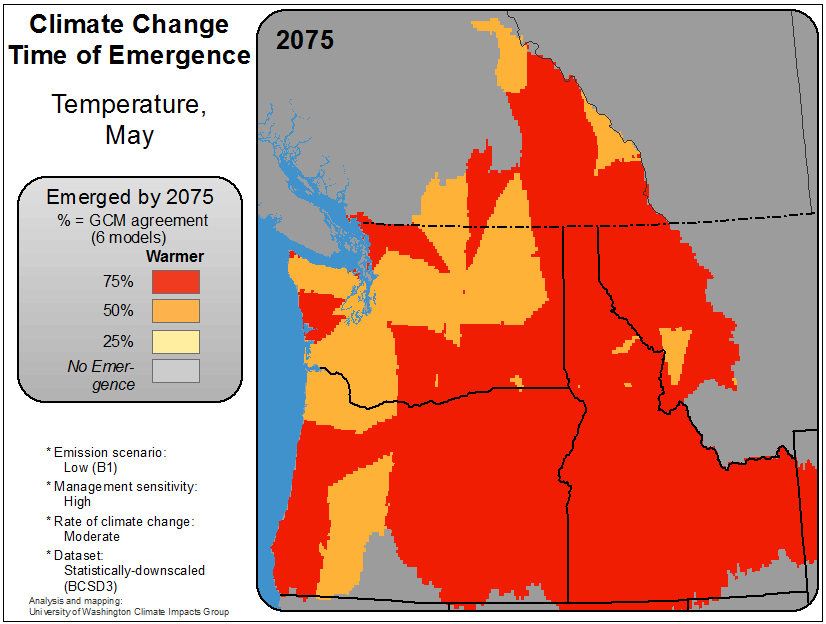 Climate Change
Time of Emergence
Temperature,
May
Emerged by 2075
% = GCM agreement
(6 models)
Warmer
75%
50%
25%
No Emer-
gence
* Emission scenario:
Low (B1)
* Management sensitivity:
High
* Rate of climate change:
Moderate
* Dataset:
Statistically-downscaled
(BCSD3)
Analysis and mapping:
University of Washington Climate Impacts Group
2075